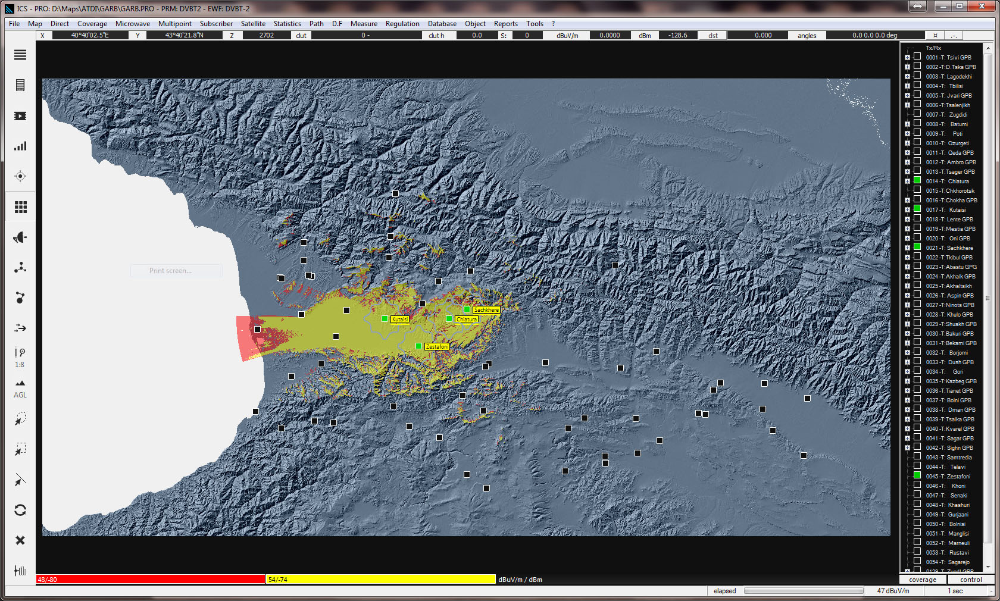 ICS - PRO: D:\Maps\ATDI\GARB\GARB.PRO - PRM: DVBT2 - EWF: DVBT-2
File Map Direct Coverage Microwave Multipoint Subscriber Satellite Statistics Path D.F Measure Regulation Database Object Reports Tools ?
X 40°40'02.5"E Y 43°40'21.8"N Z 2702 clut 0 - clut h 0.0 S: 0 dBuV/m 0.0000 dBm -128.6 dst 0.000 angles 0.0 0.0 0.0 deg
Tx/Rx
0001 -T: Tsivi GPB
0002 -T: D.Tska GPB
0003 -T: Lagodekhi
0004 -T: Tbilisi
0005 -T: Jvari GPB
0006 -T:Tsalenjikh
0007 -T: Zugdidi
0008 -T: Batumi
0009 -T: Poti
0010 -T: Ozurgeti
0011 -T: Qeda GPB
0012 -T: Ambro GPB
0013 -T:Tsager GPB
0014 -T: Chiatura
0015 -T:Chkhorotsk
0016 -T:Chokha GPB
0017 -T: Kutaisi
0018 -T: Lente GPB
0019 -T:Mestia GPB
0020 -T: Oni GPB
0021 -T: Sachkhere
0022 -T:Tkibul GPB
0023 -T:Abastu GPG
0024 -T:Akhalk GPB
0025 -T:Akhaltsikh
0026 -T: Aspin GPB
0027 -T:Ninots GPB
0028 -T: Khulo GPB
0029 -T:Shuakh GPB
0030 -T:Bakuri GPB
0031 -T:Bekami GPB
0032 -T: Borjomi
0033 -T: Dush GPB
0034 -T: Gori
0035 -T:Kazbeg GPB
0036 -T:Tianet GPB
0037 -T: Bolni GPB
0038 -T: Dman GPB
0039 -T:Tsalka GPB
0040 -T:Kvarel GPB
0041 -T: Sagar GPB
0042 -T: Sighn GPB
0043 -T: Samtredia
0044 -T: Telavi
0045 -T: Zestafoni
0046 -T: Khoni
0047 -T: Senaki
0048 -T: Khashuri
0049 -T: Gurjaani
0050 -T: Bolnisi
0051 -T: Manglisi
0052 -T: Marneuli
0053 -T: Rustavi
0054 -T: Sagarejo
Print screen...
Sachkhere
Kutaisi
Chiatura
Zestafoni
1:8
AGL
48/-80 54/-74 dBuV/m / dBm
coverage control
elapsed 47 dBuV/m 1 sec